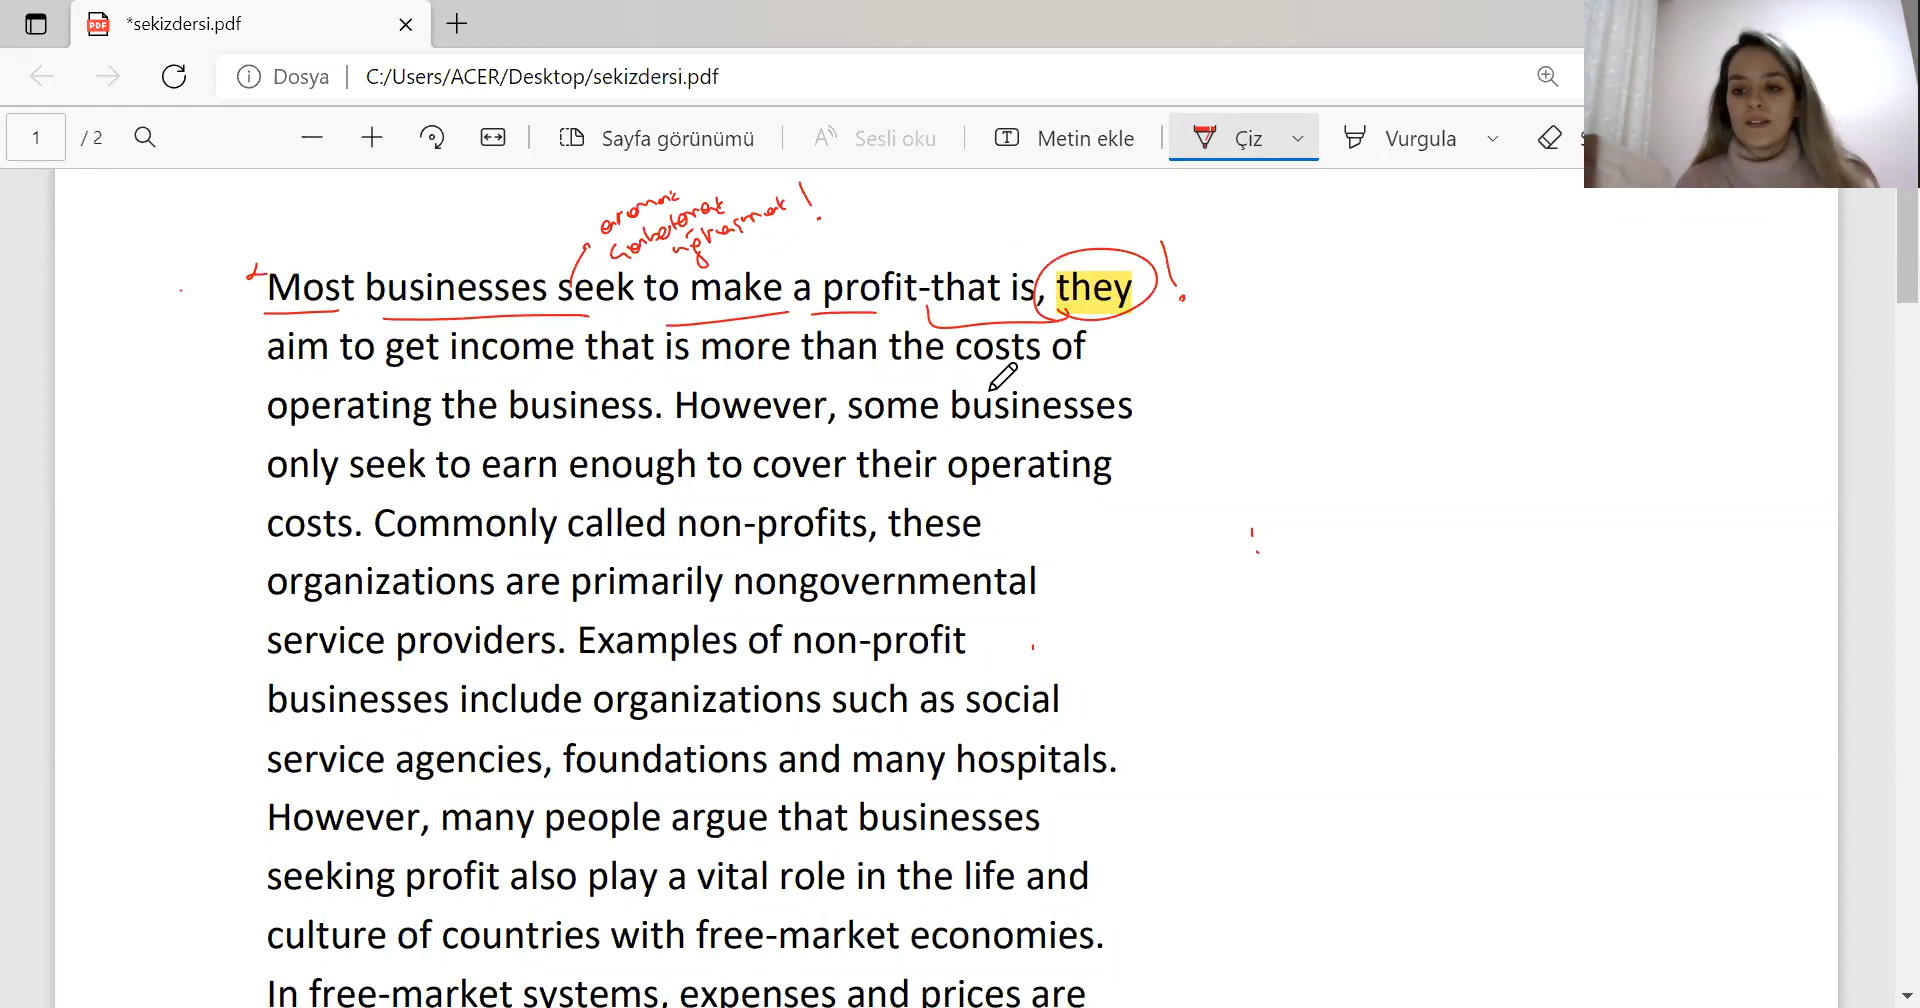 *sekizdersi.pdf
Dosya C:/Users/ACER/Desktop/sekizdersi.pdf
1 / 2 Sayfa görünümü Sesli oku Metin ekle Çiz Vurgula
uğraşmak !
Most businesses seek to make a profit-that is, they !
aim to get income that is more than the costs of
operating the business. However, some businesses
only seek to earn enough to cover their operating
costs. Commonly called non-profits, these
organizations are primarily nongovernmental
service providers. Examples of non-profit
businesses include organizations such as social
service agencies, foundations and many hospitals.
However, many people argue that businesses
seeking profit also play a vital role in the life and
culture of countries with free-market economies.
In free-market systems, expenses and prices are